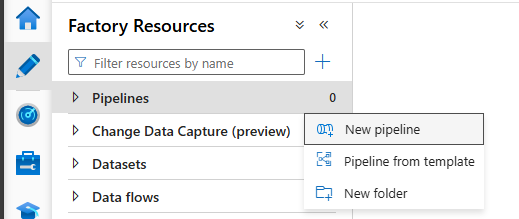 Factory Resources
Filter resources by name
Pipelines 0
Change Data Capture (preview)
New pipeline
Datasets
Pipeline from template
Data flows
New folder